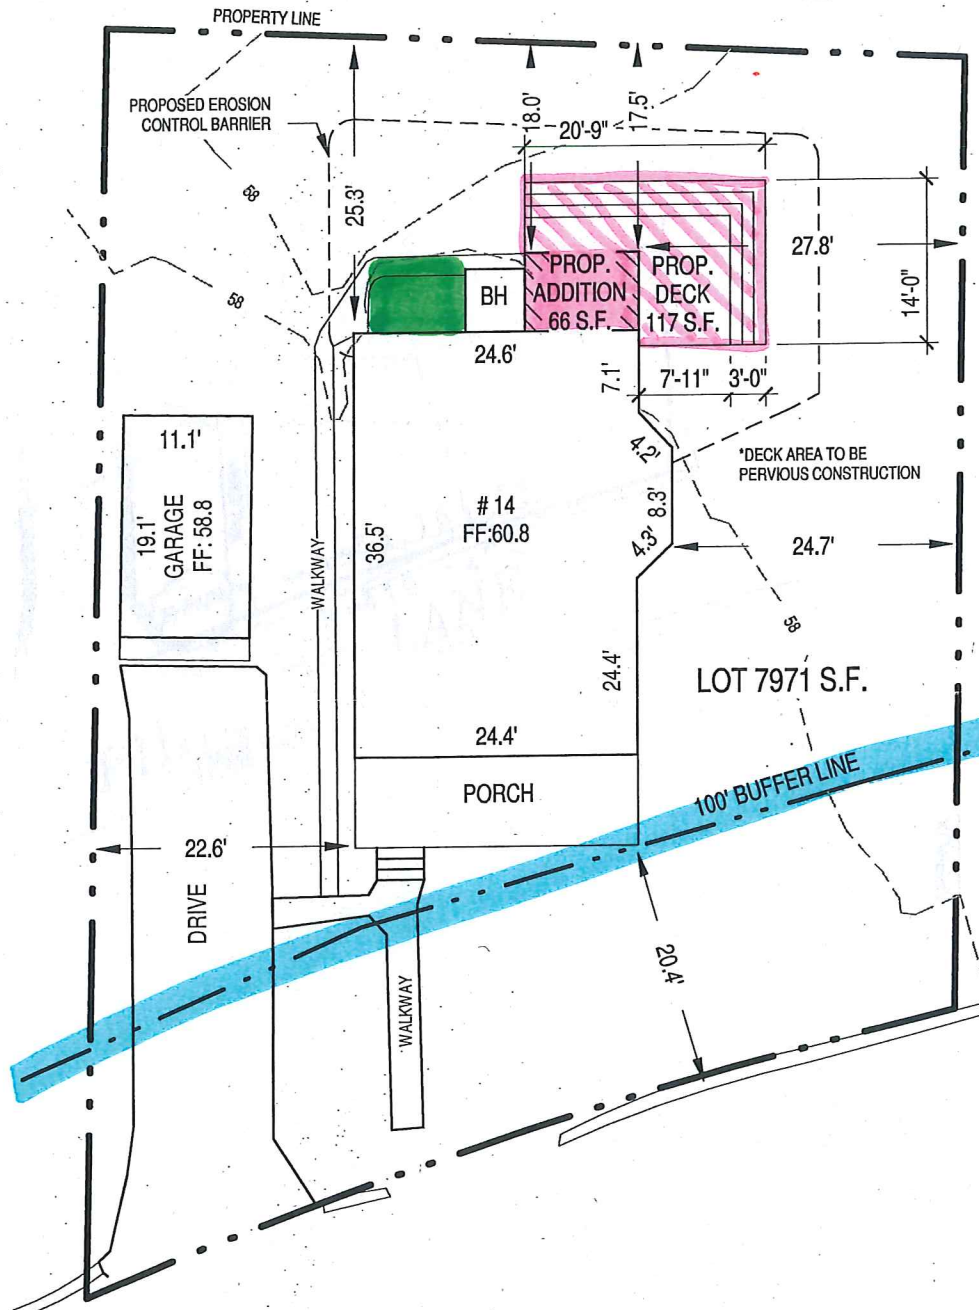 PROPERTY LINE
PROPOSED EROSION
CONTROL BARRIER
18.0'
17.5'
20'-9"
58
25.3'
27.8'
14'-0"
58
BH
PROP.
ADDITION
66 S.F.
PROP.
DECK
117 S.F.
24.6'
7.1'
7'-11"
3'-0"
11.1'
19.1'
GARAGE
FF: 58.8
4.2'
*DECK AREA TO BE
PERVIOUS CONSTRUCTION
# 14
FF:60.8
8.3'
36.5'
WALKWAY
4.3'
24.7'
58
24.4'
LOT 7971 S.F.
24.4'
PORCH
100' BUFFER LINE
22.6'
DRIVE
20.4'
WALKWAY